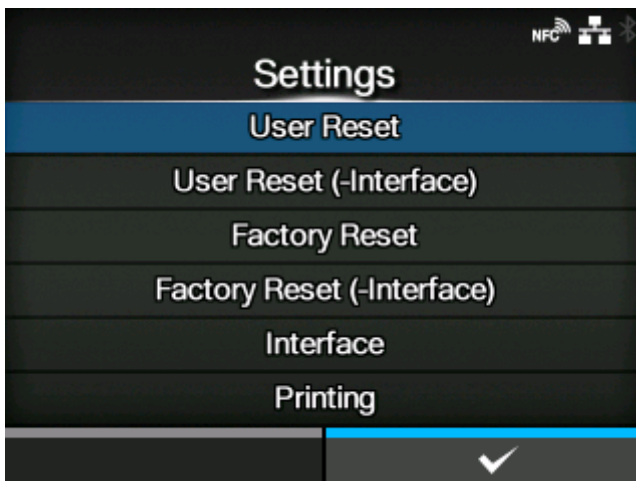 NFC
Settings
User Reset
User Reset (-Interface)
Factory Reset
Factory Reset (-Interface)
Interface
Printing